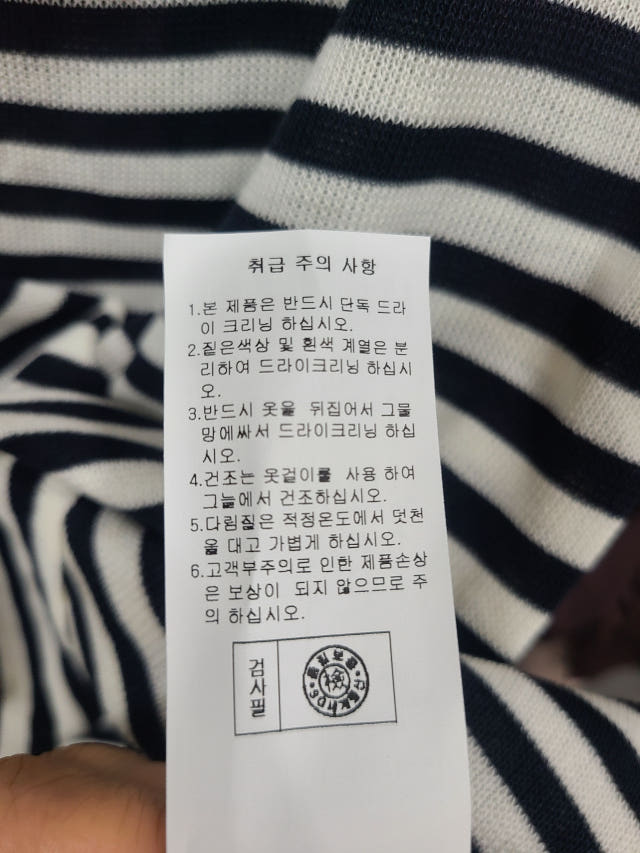 취급 주의 사항
1.본 제품은 반드시 단독 드라
이 크리닝 하십시오.
2.짙은색상 및 흰색 계열은 분
리하여 드라이크리닝 하십시
오.
3.반드시 옷을 뒤집어서 그물
망에싸서 드라이크리닝 하십
시오.
4.건조는 옷걸이를 사용 하여
그늘에서 건조하십시오.
5.다림질은 적정온도에서 덧천
을 대고 가볍게 하십시오.
6.고객부주의로 인한 제품손상
은 보상이 되지 않으므로 주
의 하십시오.
검사필